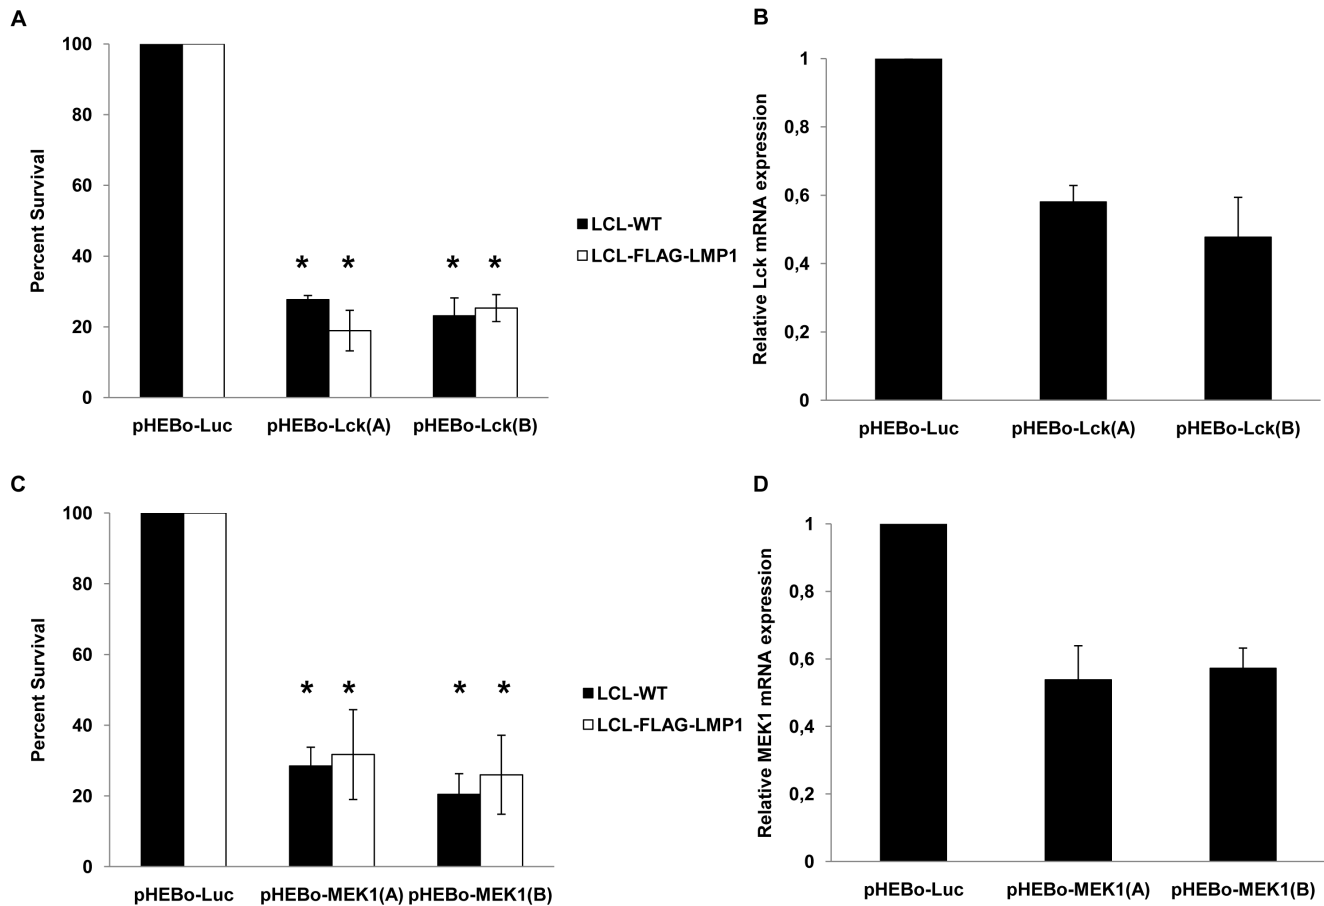 A
100
80
60
40
20
0
Percent Survival
* * * *
pHEBo-Luc pHEBo-Lck(A) pHEBo-Lck(B)
LCL-WT
LCL-FLAG-LMP1
B
1
0,8
0,6
0,4
0,2
0
Relative Lck mRNA expression
pHEBo-Luc pHEBo-Lck(A) pHEBo-Lck(B)
C
100
80
60
40
20
0
Percent Survival
* * * *
pHEBo-Luc pHEBo-MEK1(A) pHEBo-MEK1(B)
LCL-WT
LCL-FLAG-LMP1
D
1
0,8
0,6
0,4
0,2
0
Relative MEK1 mRNA expression
pHEBo-Luc pHEBo-MEK1(A) pHEBo-MEK1(B)